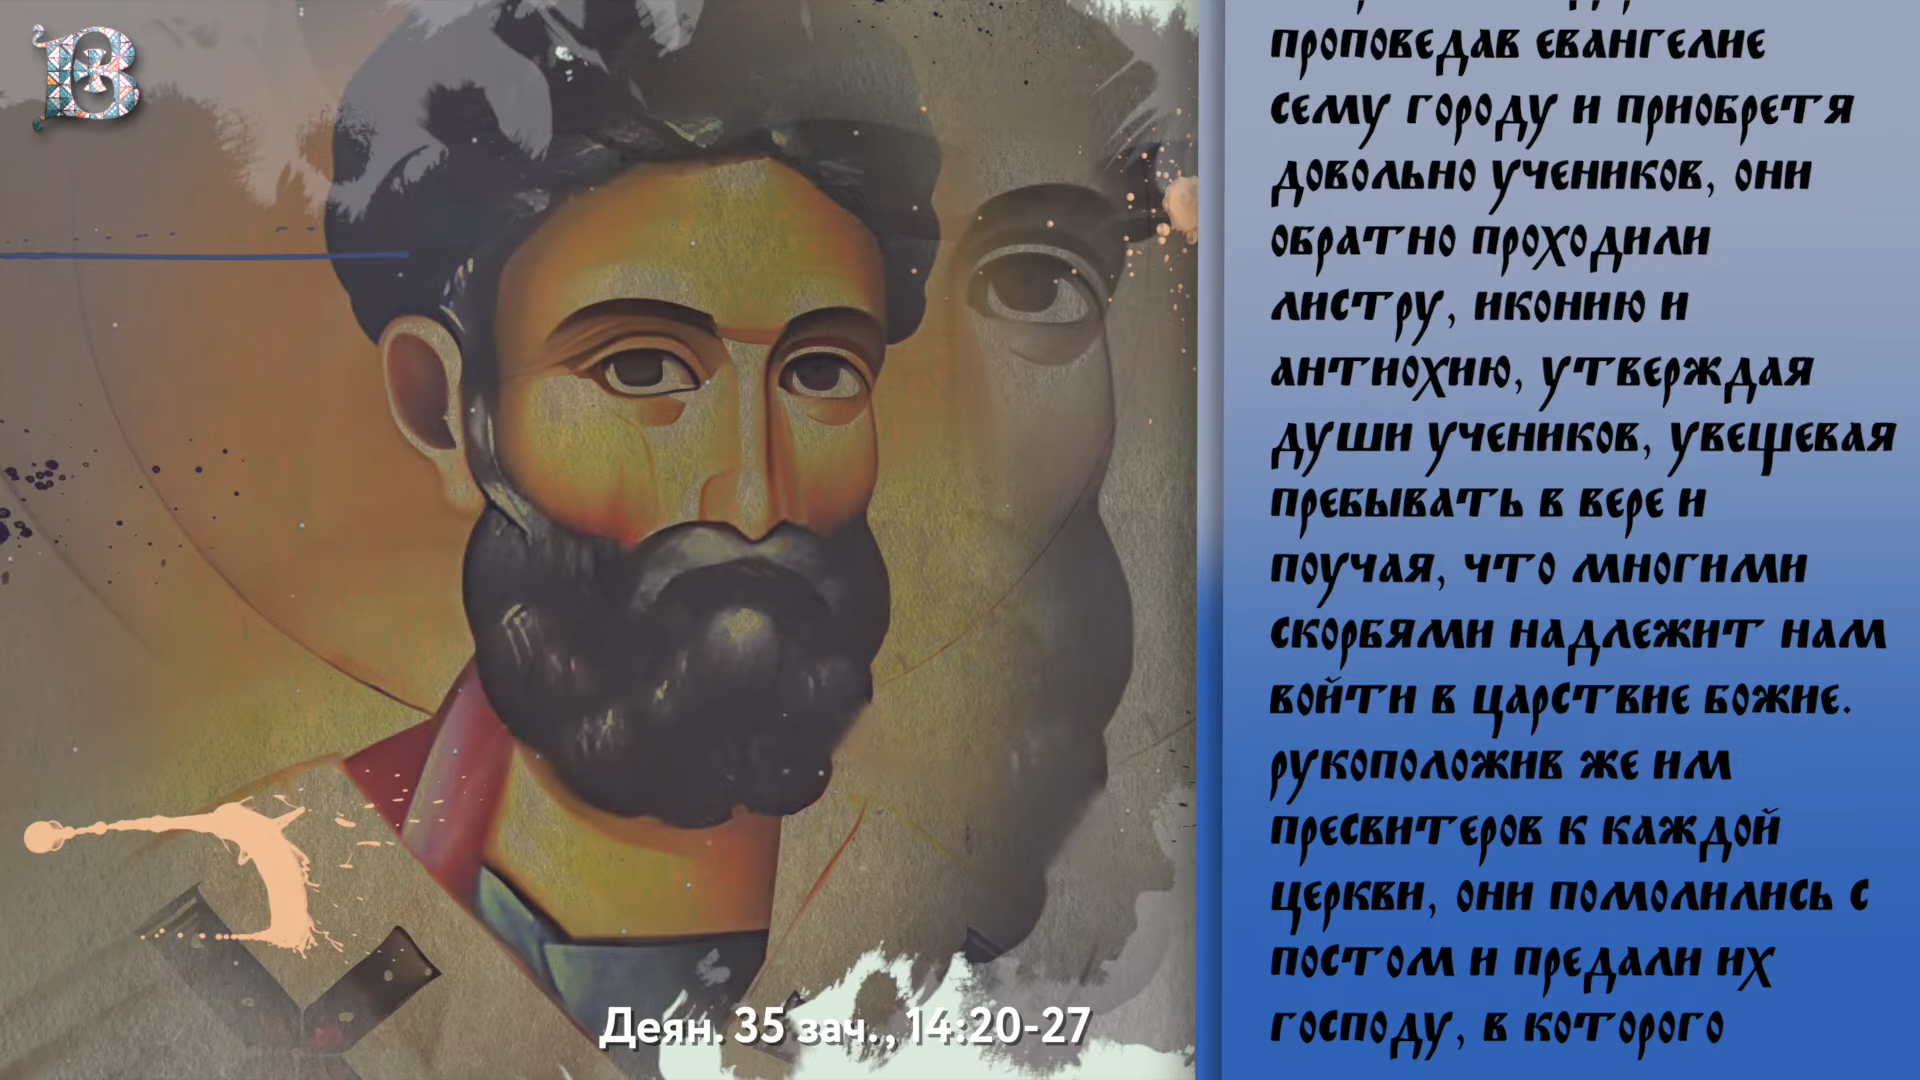 проповедав евангелие
сему городу и приобретя
довольно учеников, они
обратно проходили
листру, иконию и
антиохию, утверждая
души учеников, увещевая
пребывать в вере и
поучая, что многими
скорбями надлежит нам
войти в царствие божие.
рукоположив же им
пресвитеров к каждой
церкви, они помолились с
постом и предали их
господу, в которого
Деян. 35 зач., 14:20-27